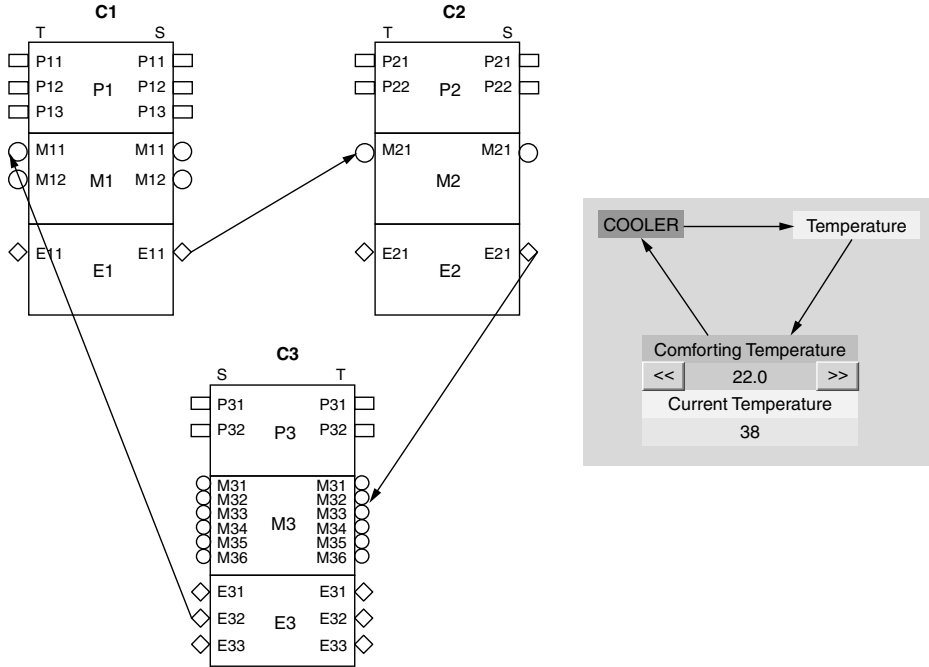 C1
T S
P11 P11
P12 P1 P12
P13 P13
M11 M11
M12 M1 M12
E11 E11
E1
C2
T S
P21 P21
P22 P2 P22
M21 M21
M2
E21 E21
E2
C3
S T
P31 P31
P32 P3 P32
M31 M31
M32 M32
M33 M3 M33
M34 M34
M35 M35
M36 M36
E31 E31
E32 E3 E32
E33 E33
COOLER Temperature
Comforting Temperature
<< 22.0 >>
Current Temperature
38